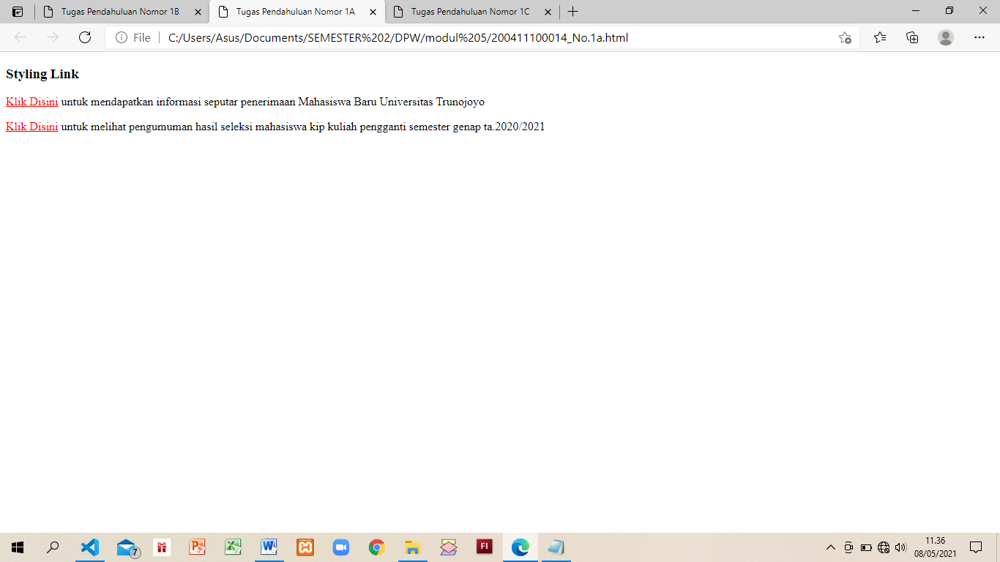 Tugas Pendahuluan Nomor 1B
Tugas Pendahuluan Nomor 1A
Tugas Pendahuluan Nomor 1C
File
C:/Users/Asus/Documents/SEMESTER%202/DPW/modul%205/200411100014_No.1a.html
Styling Link
Klik Disini untuk mendapatkan informasi seputar penerimaan Mahasiswa Baru Universitas Trunojoyo
Klik Disini untuk melihat pengumuman hasil seleksi mahasiswa kip kuliah pengganti semester genap ta.2020/2021
7
Fl
11.36
08/05/2021